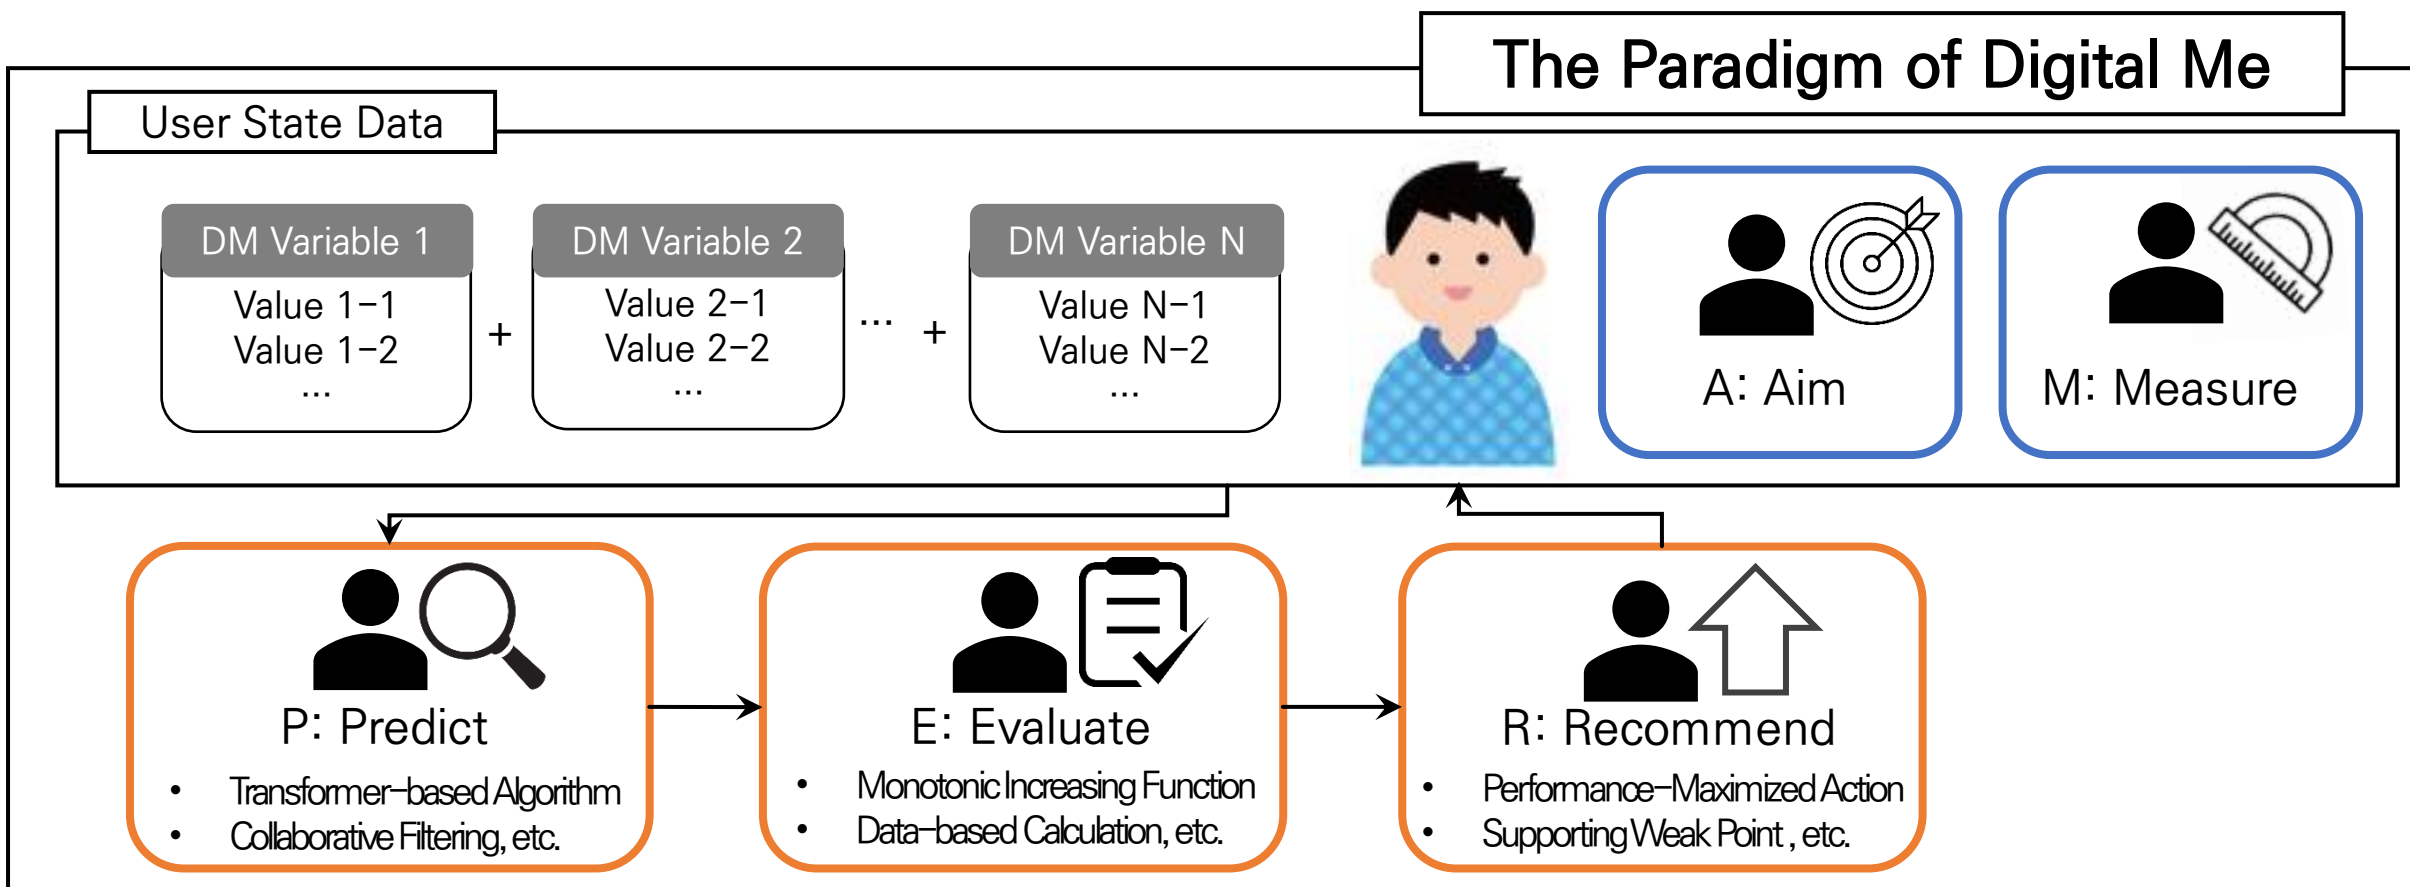 The Paradigm of Digital Me
User State Data
DM Variable 1
Value 1-1
Value 1-2
...
+
DM Variable 2
Value 2-1
Value 2-2
...
... +
DM Variable N
Value N-1
Value N-2
...
A: Aim
M: Measure
P: Predict
• Transformer-based Algorithm
• Collaborative Filtering, etc.
E: Evaluate
• Monotonic Increasing Function
• Data-based Calculation, etc.
R: Recommend
• Performance-Maximized Action
• Supporting Weak Point , etc.